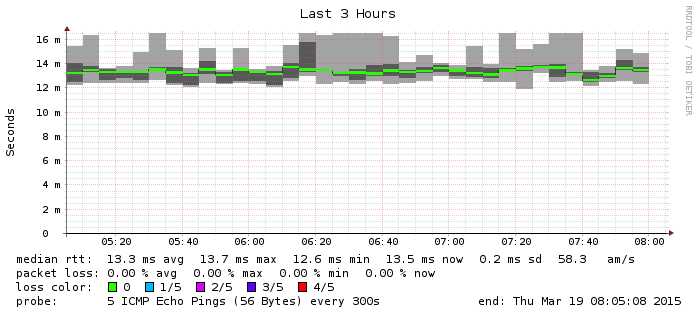 Last 3 Hours
RRDTOOL / TOBI OETIKER
Seconds
16 m
14 m
12 m
10 m
8 m
6 m
4 m
2 m
0
05:20 05:40 06:00 06:20 06:40 07:00 07:20 07:40 08:00
median rtt: 13.3 ms avg 13.7 ms max 12.6 ms min 13.5 ms now 0.2 ms sd 58.3 am/s
packet loss: 0.00 % avg 0.00 % max 0.00 % min 0.00 % now
loss color: 0 1/5 2/5 3/5 4/5
probe: 5 ICMP Echo Pings (56 Bytes) every 300s end: Thu Mar 19 08:05:08 2015